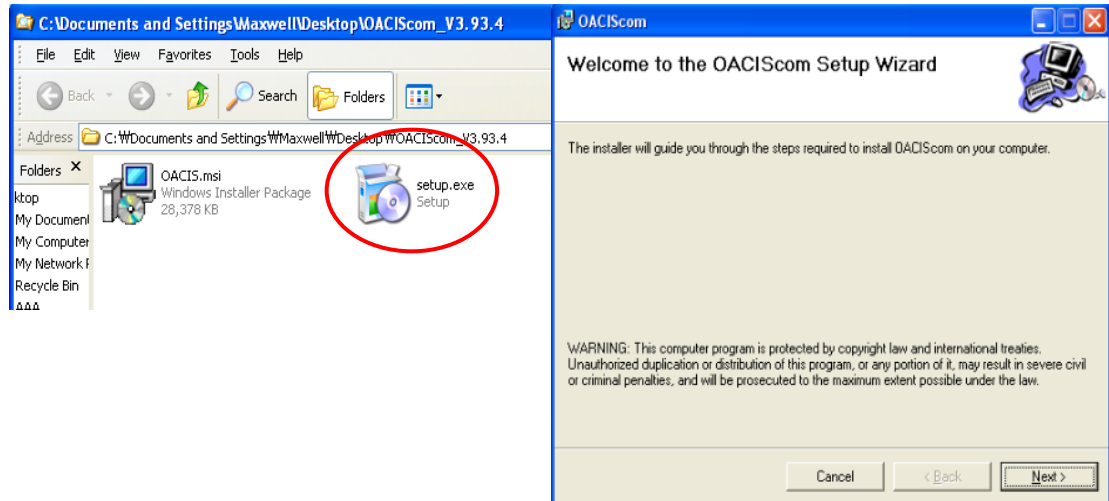 C:\Documents and Settings\Maxwell\Desktop\OACIScom_V3.93.4
File Edit View Favorites Tools Help
Back Search Folders
Address C:₩Documents and Settings₩Maxwell₩Desktop₩OACIScom_V3.93.4
Folders
ktop
My Document
My Computer
My Network
Recycle Bin
AAA
OACIS.msi
Windows Installer Package
28,378 KB
setup.exe
Setup
OACIScom
Welcome to the OACIScom Setup Wizard
The installer will guide you through the steps required to install OACIScom on your computer.
WARNING: This computer program is protected by copyright law and international treaties.
Unauthorized duplication or distribution of this program, or any portion of it, may result in severe civil
or criminal penalties, and will be prosecuted to the maximum extent possible under the law.
Cancel < Back Next >